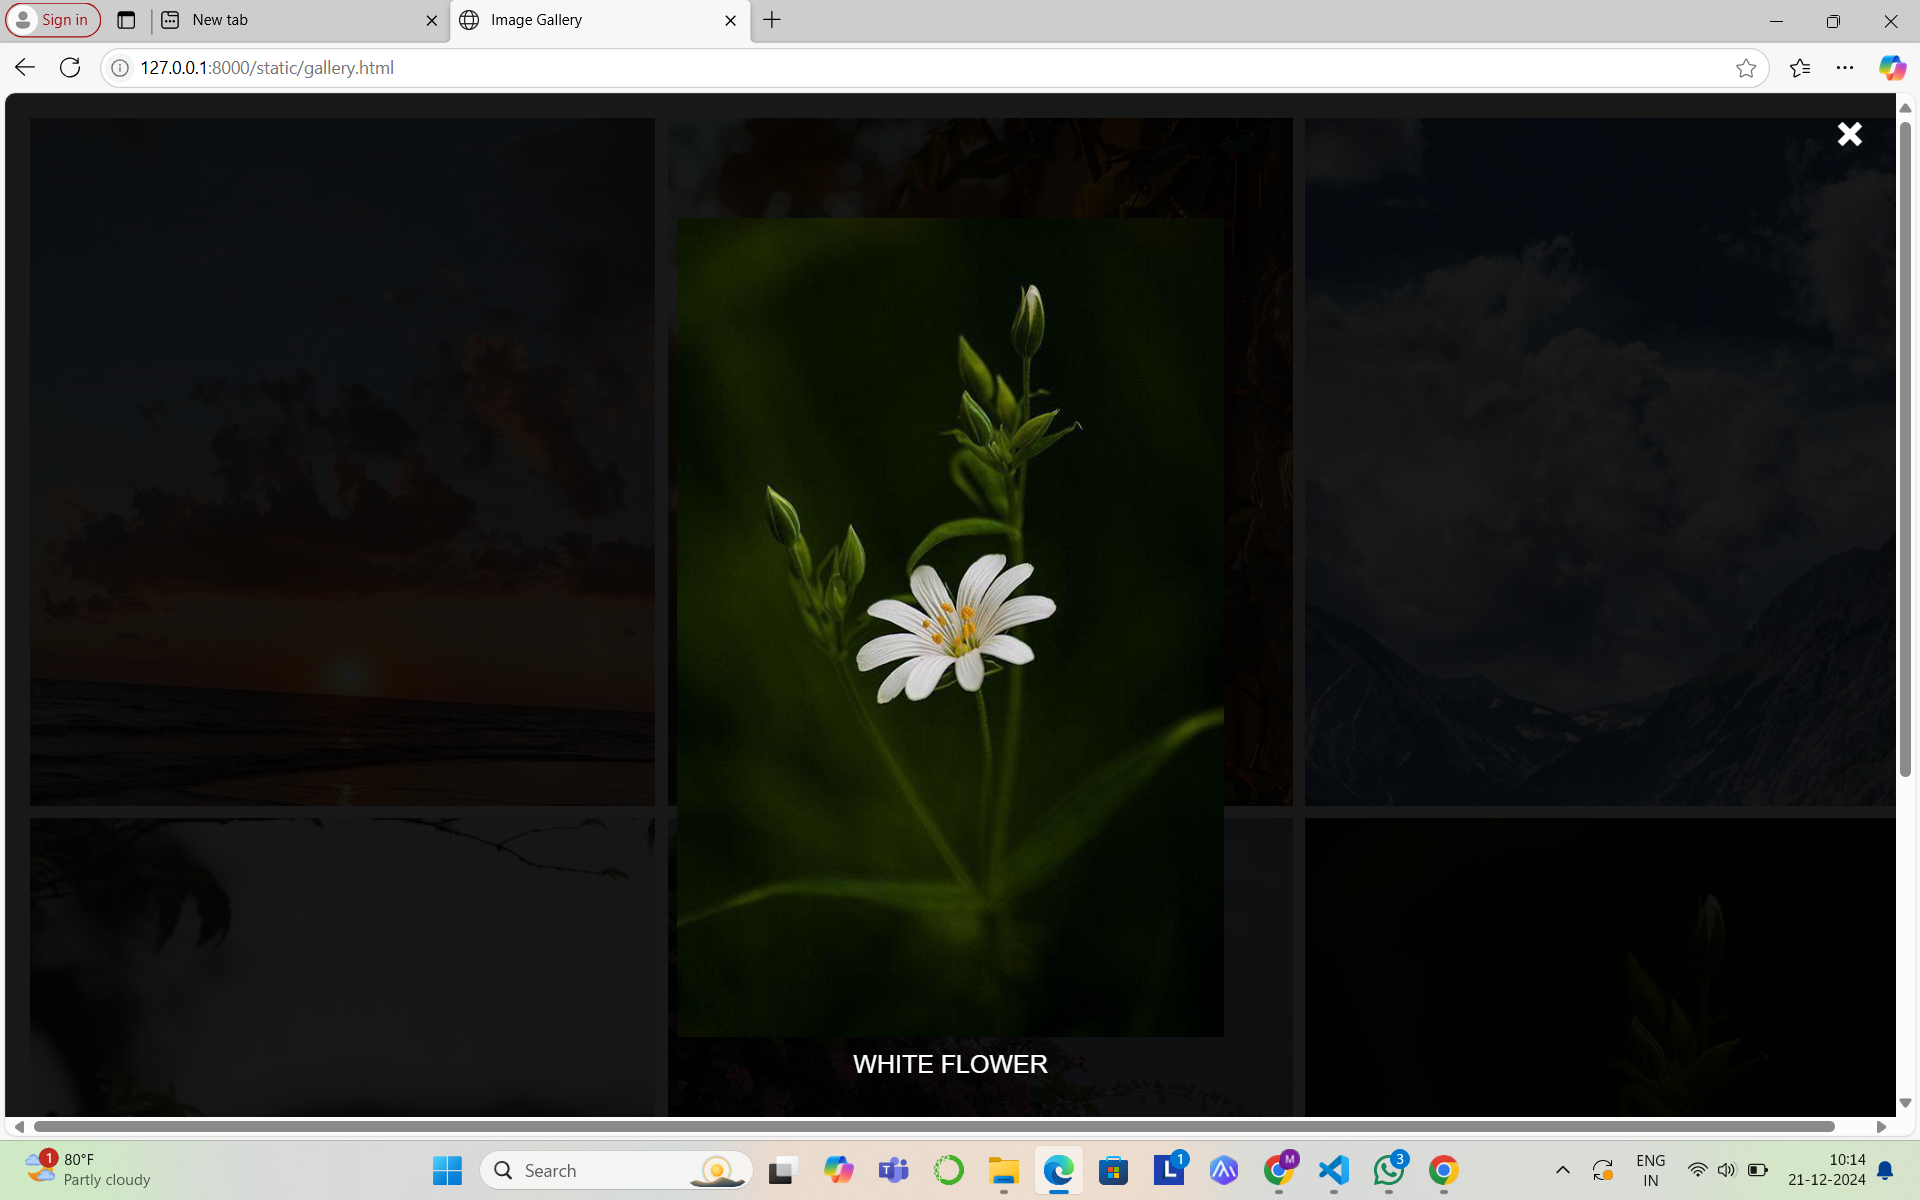 Sign in
New tab
Image Gallery
127.0.0.1:8000/static/gallery.html
WHITE FLOWER
1
80°F
Partly cloudy
Search
T
L
1
M
3
ENG
IN
10:14
21-12-2024